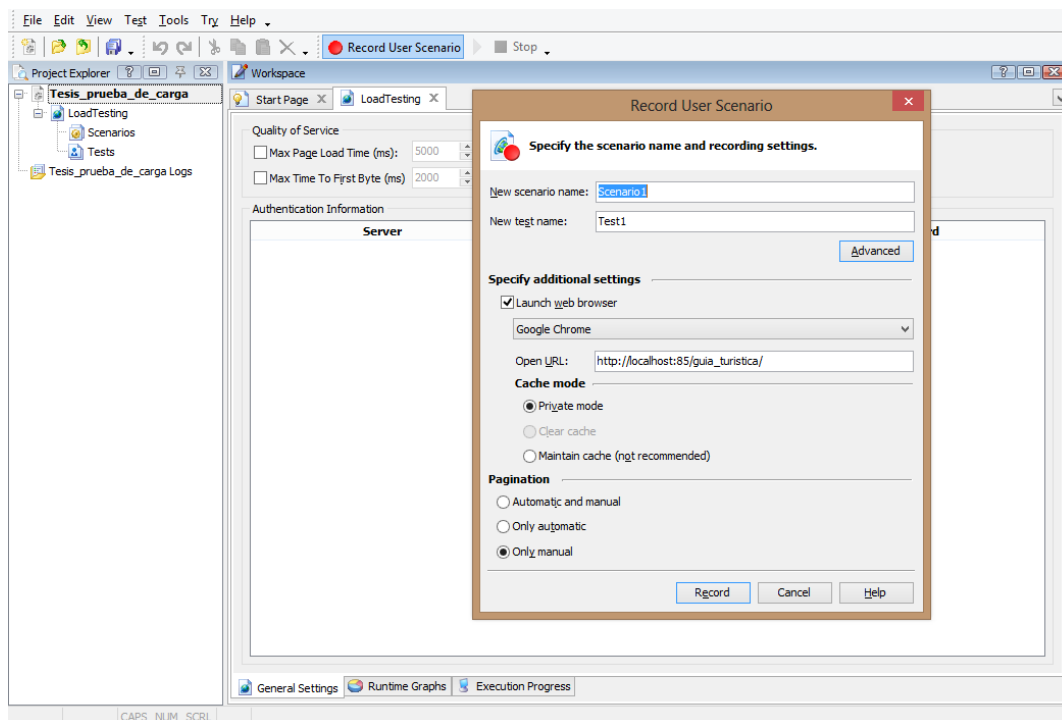 File Edit View Test Tools Try Help
Record User Scenario Stop
Project Explorer
Workspace
Tesis_prueba_de_carga
LoadTesting
Scenarios
Tests
Tesis_prueba_de_carga Logs
Start Page LoadTesting
Quality of Service
Max Page Load Time (ms): 5000
Max Time To First Byte (ms) 2000
Authentication Information
Server
Record User Scenario
Specify the scenario name and recording settings.
New scenario name: Scenario1
New test name: Test1
Advanced
Specify additional settings
Launch web browser
Google Chrome
Open URL: http://localhost:85/guia_turistica/
Cache mode
Private mode
Clear cache
Maintain cache (not recommended)
Pagination
Automatic and manual
Only automatic
Only manual
Record Cancel Help
General Settings Runtime Graphs Execution Progress
CAPS NUM SCRL